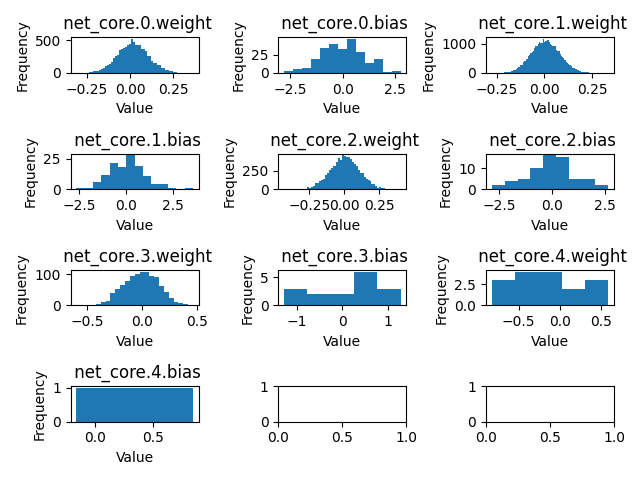 net_core.0.weight
net_core.0.bias
net_core.1.weight
Frequency
500
0
−0.25
0.00
0.25
Value
Frequency
25
0
−2.5
0.0
2.5
Value
Frequency
1000
0
−0.25
0.00
0.25
Value
net_core.1.bias
net_core.2.weight
net_core.2.bias
Frequency
25
0
−2.5
0.0
2.5
Value
Frequency
250
0
−0.25
0.00
0.25
Value
Frequency
10
0
−2.5
0.0
2.5
Value
net_core.3.weight
net_core.3.bias
net_core.4.weight
Frequency
100
0
−0.5
0.0
0.5
Value
Frequency
5
0
−1
0
1
Value
Frequency
2.5
0.0
−0.5
0.0
0.5
Value
net_core.4.bias
Frequency
1
0
0.0
0.5
Value
1
0
0.0
0.5
1.0
1
0
0.0
0.5
1.0